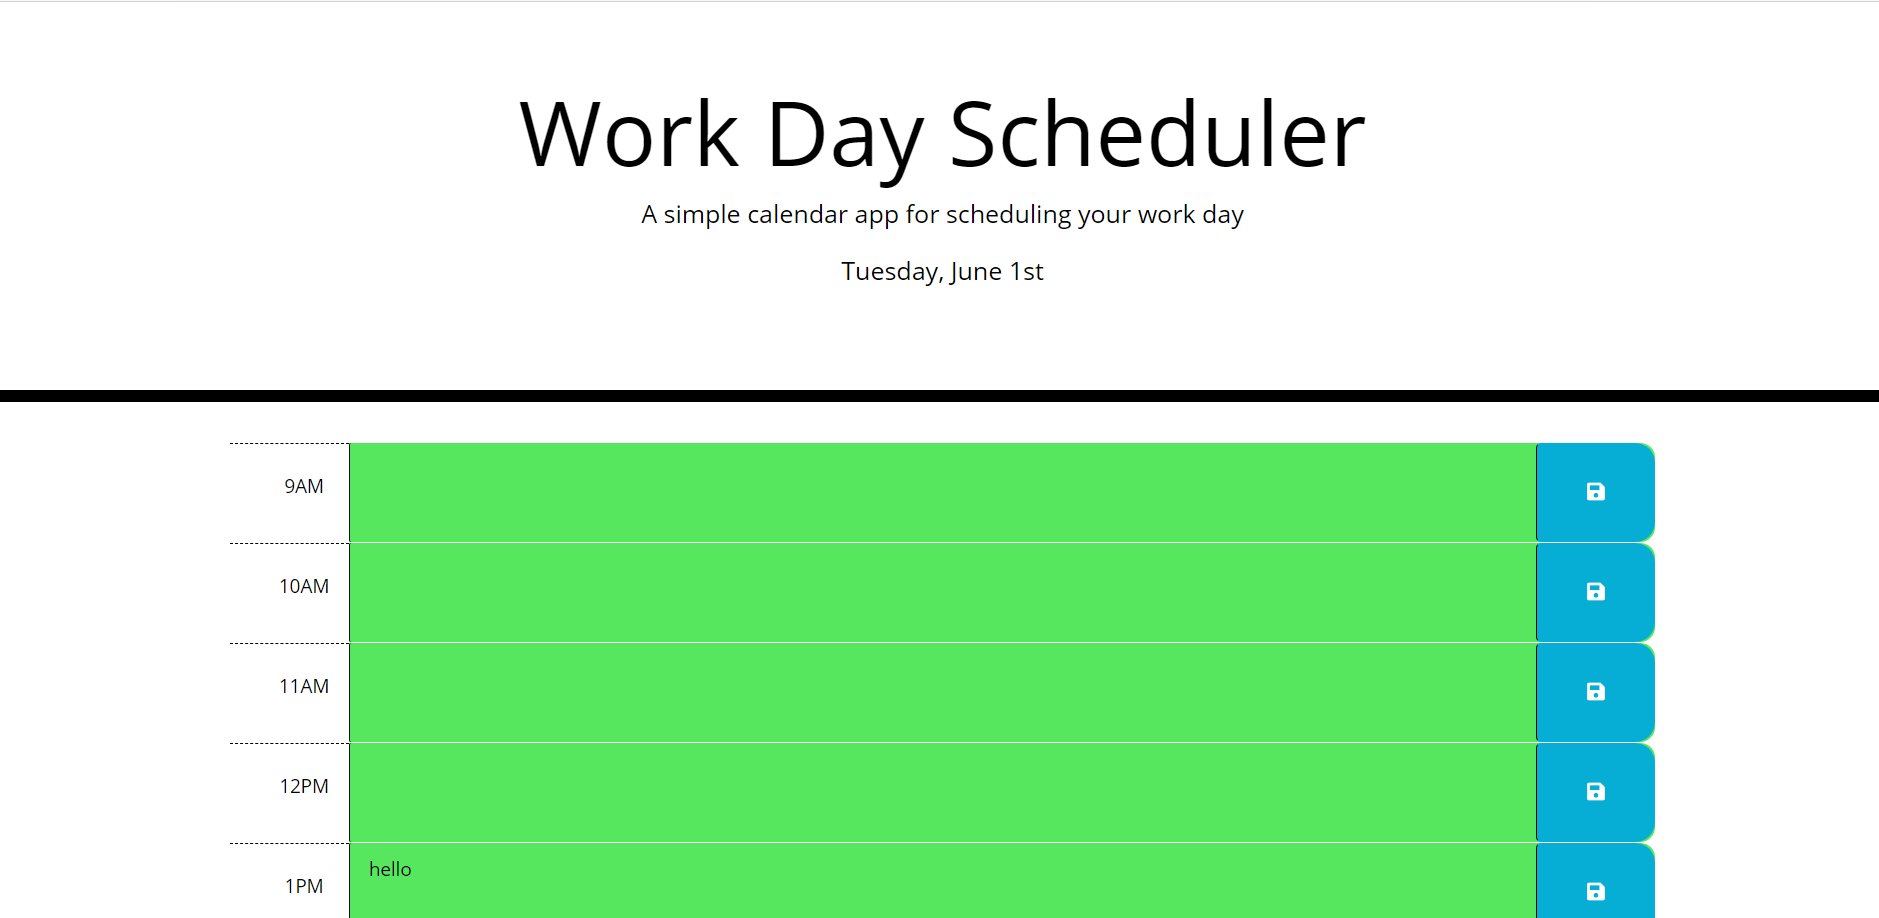 Work Day Scheduler
A simple calendar app for scheduling your work day
Tuesday, June 1st
9AM
10AM
11AM
12PM
hello
1PM